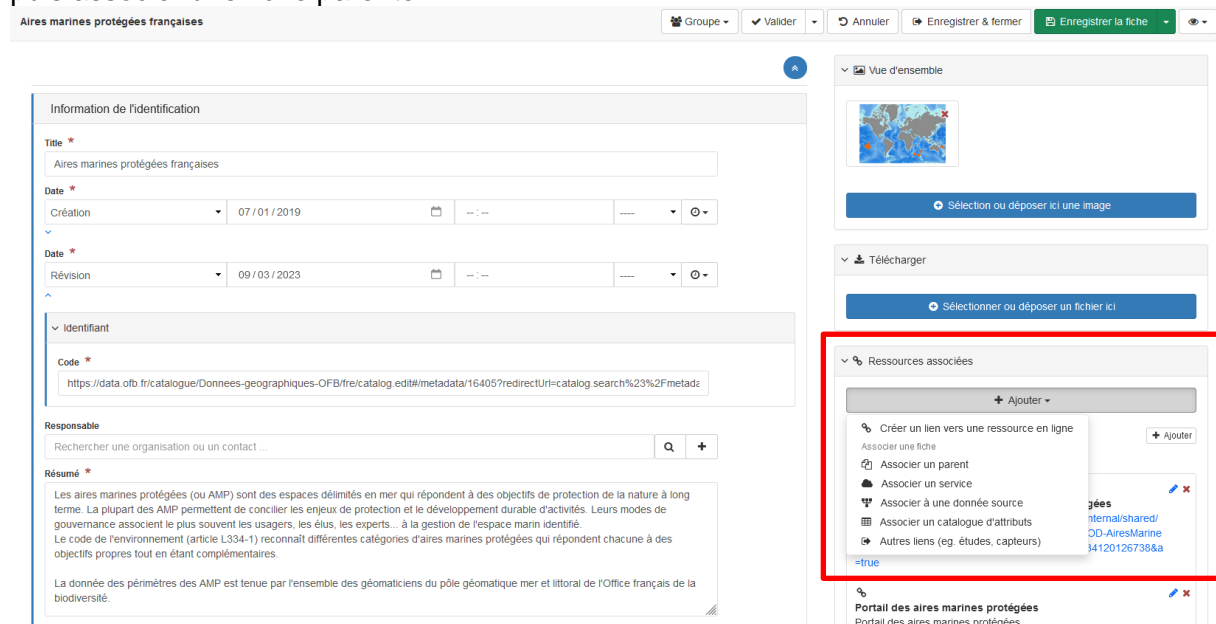 Aires marines protégées françaises
Groupe
Valider
Annuler
Enregistrer & fermer
Enregistrer la fiche
Information de l'identification
Title *
Aires marines protégées françaises
Date *
Création
07 / 01 / 2019
-- : --
----
Date *
Révision
09 / 03 / 2023
-- : --
----
Identifiant
Code *
https://data.ofb.fr/catalogue/Donnees-geographiques-OFB/fre/catalog.edit#/metadata/16405?redirectUrl=catalog.search%23%2Fmetada
Responsable
Rechercher une organisation ou un contact ...
Résumé *
Les aires marines protégées (ou AMP) sont des espaces délimités en mer qui répondent à des objectifs de protection de la nature à long
terme. La plupart des AMP permettent de concilier les enjeux de protection et le développement durable d'activités. Leurs modes de
gouvernance associent le plus souvent les usagers, les élus, les experts... à la gestion de l'espace marin identifié.
Le code de l'environnement (article L334-1) reconnaît différentes catégories d'aires marines protégées qui répondent chacune à des
objectifs propres tout en étant complémentaires.
La donnée des périmètres des AMP est tenue par l'ensemble des géomaticiens du pôle géomatique mer et littoral de l'Office français de la
biodiversité.
Vue d'ensemble
Sélection ou déposer ici une image
Télécharger
Sélectionner ou déposer un fichier ici
Ressources associées
+ Ajouter
Créer un lien vers une ressource en ligne
+ Ajouter
Associer une fiche
Associer un parent
Associer un service
Associer à une donnée source
Associer un catalogue d'attributs
Autres liens (eg. études, capteurs)
gées
nternal/shared/
OD-AiresMarine
34120126738&a
=true
Portail des aires marines protégées
Portail des aires marines protégées